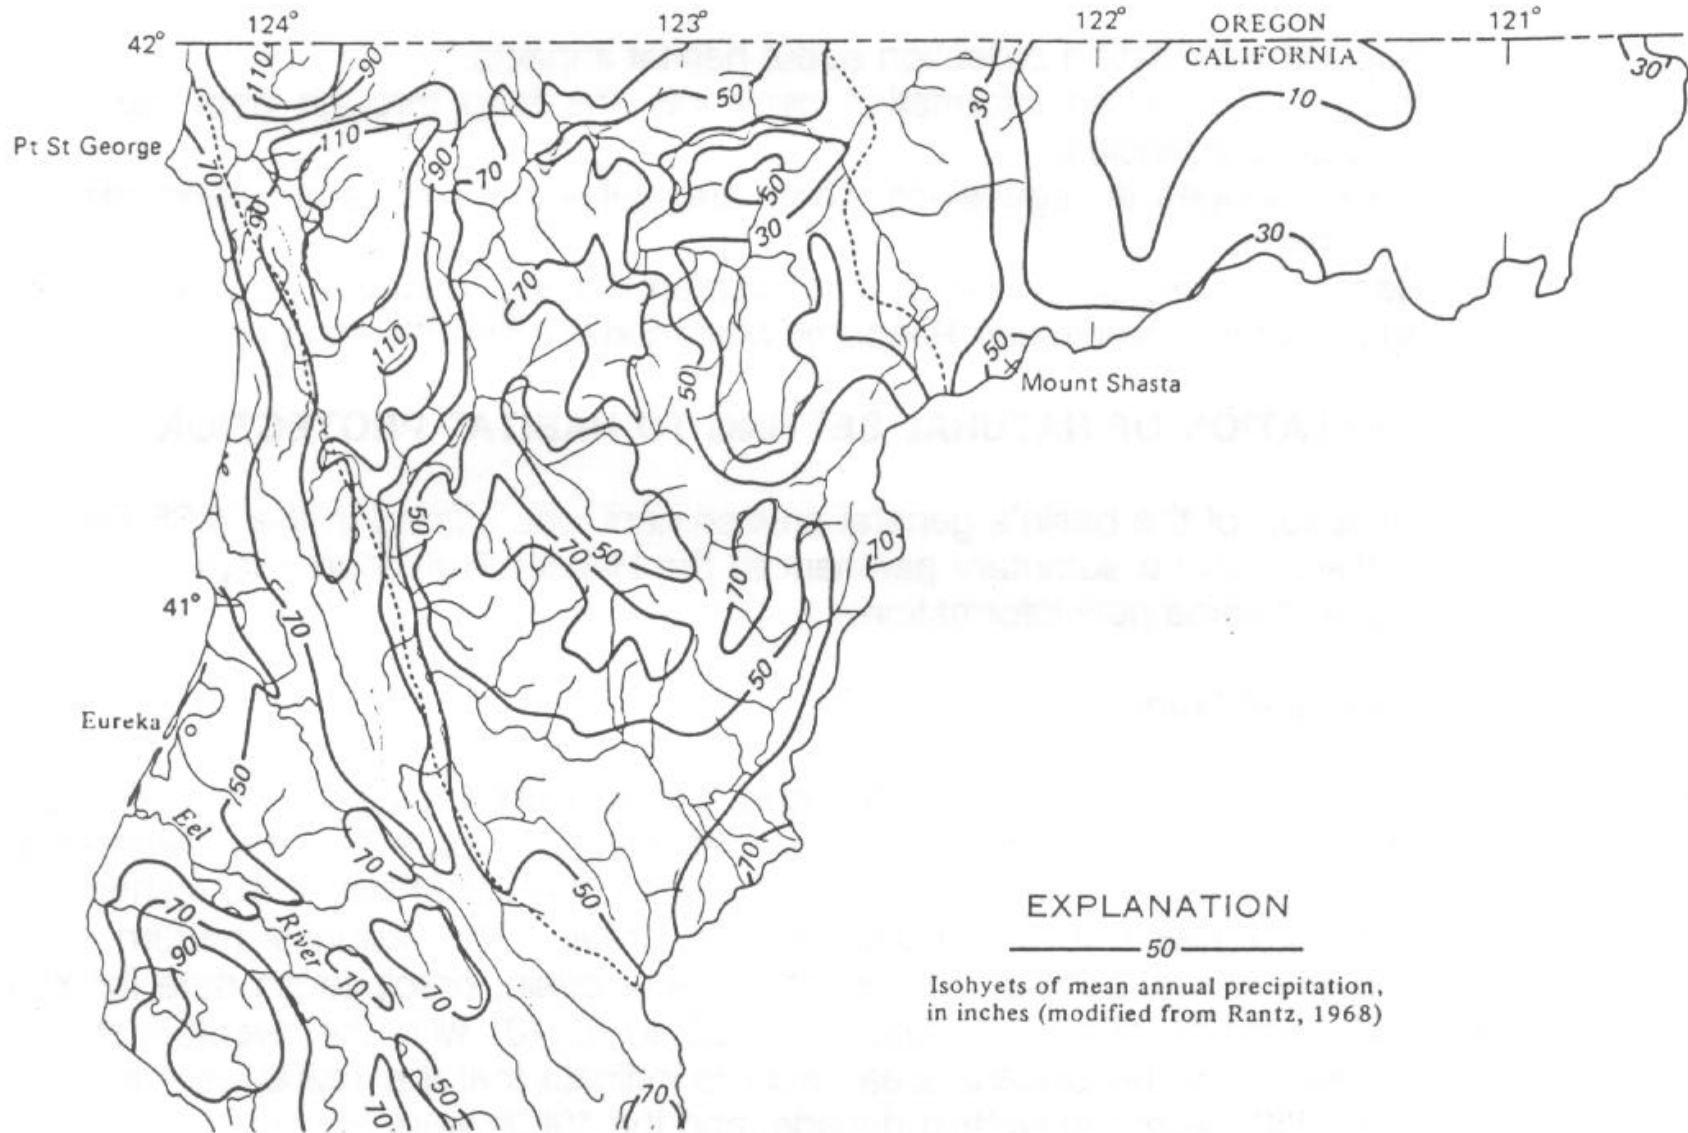 124° 123° 122° OREGON 121°
42° CALIFORNIA
110 90 50 30 10 30
Pt St George
110 90 70 50
70 90 30 30
70
110 50 50
Mount Shasta
50 70 50 70 70
41°
70 50
Eureka
50
Eel
70 50 70
River
70 90
70 70
70 50 70
EXPLANATION
50
Isohyets of mean annual precipitation,
in inches (modified from Rantz, 1968)